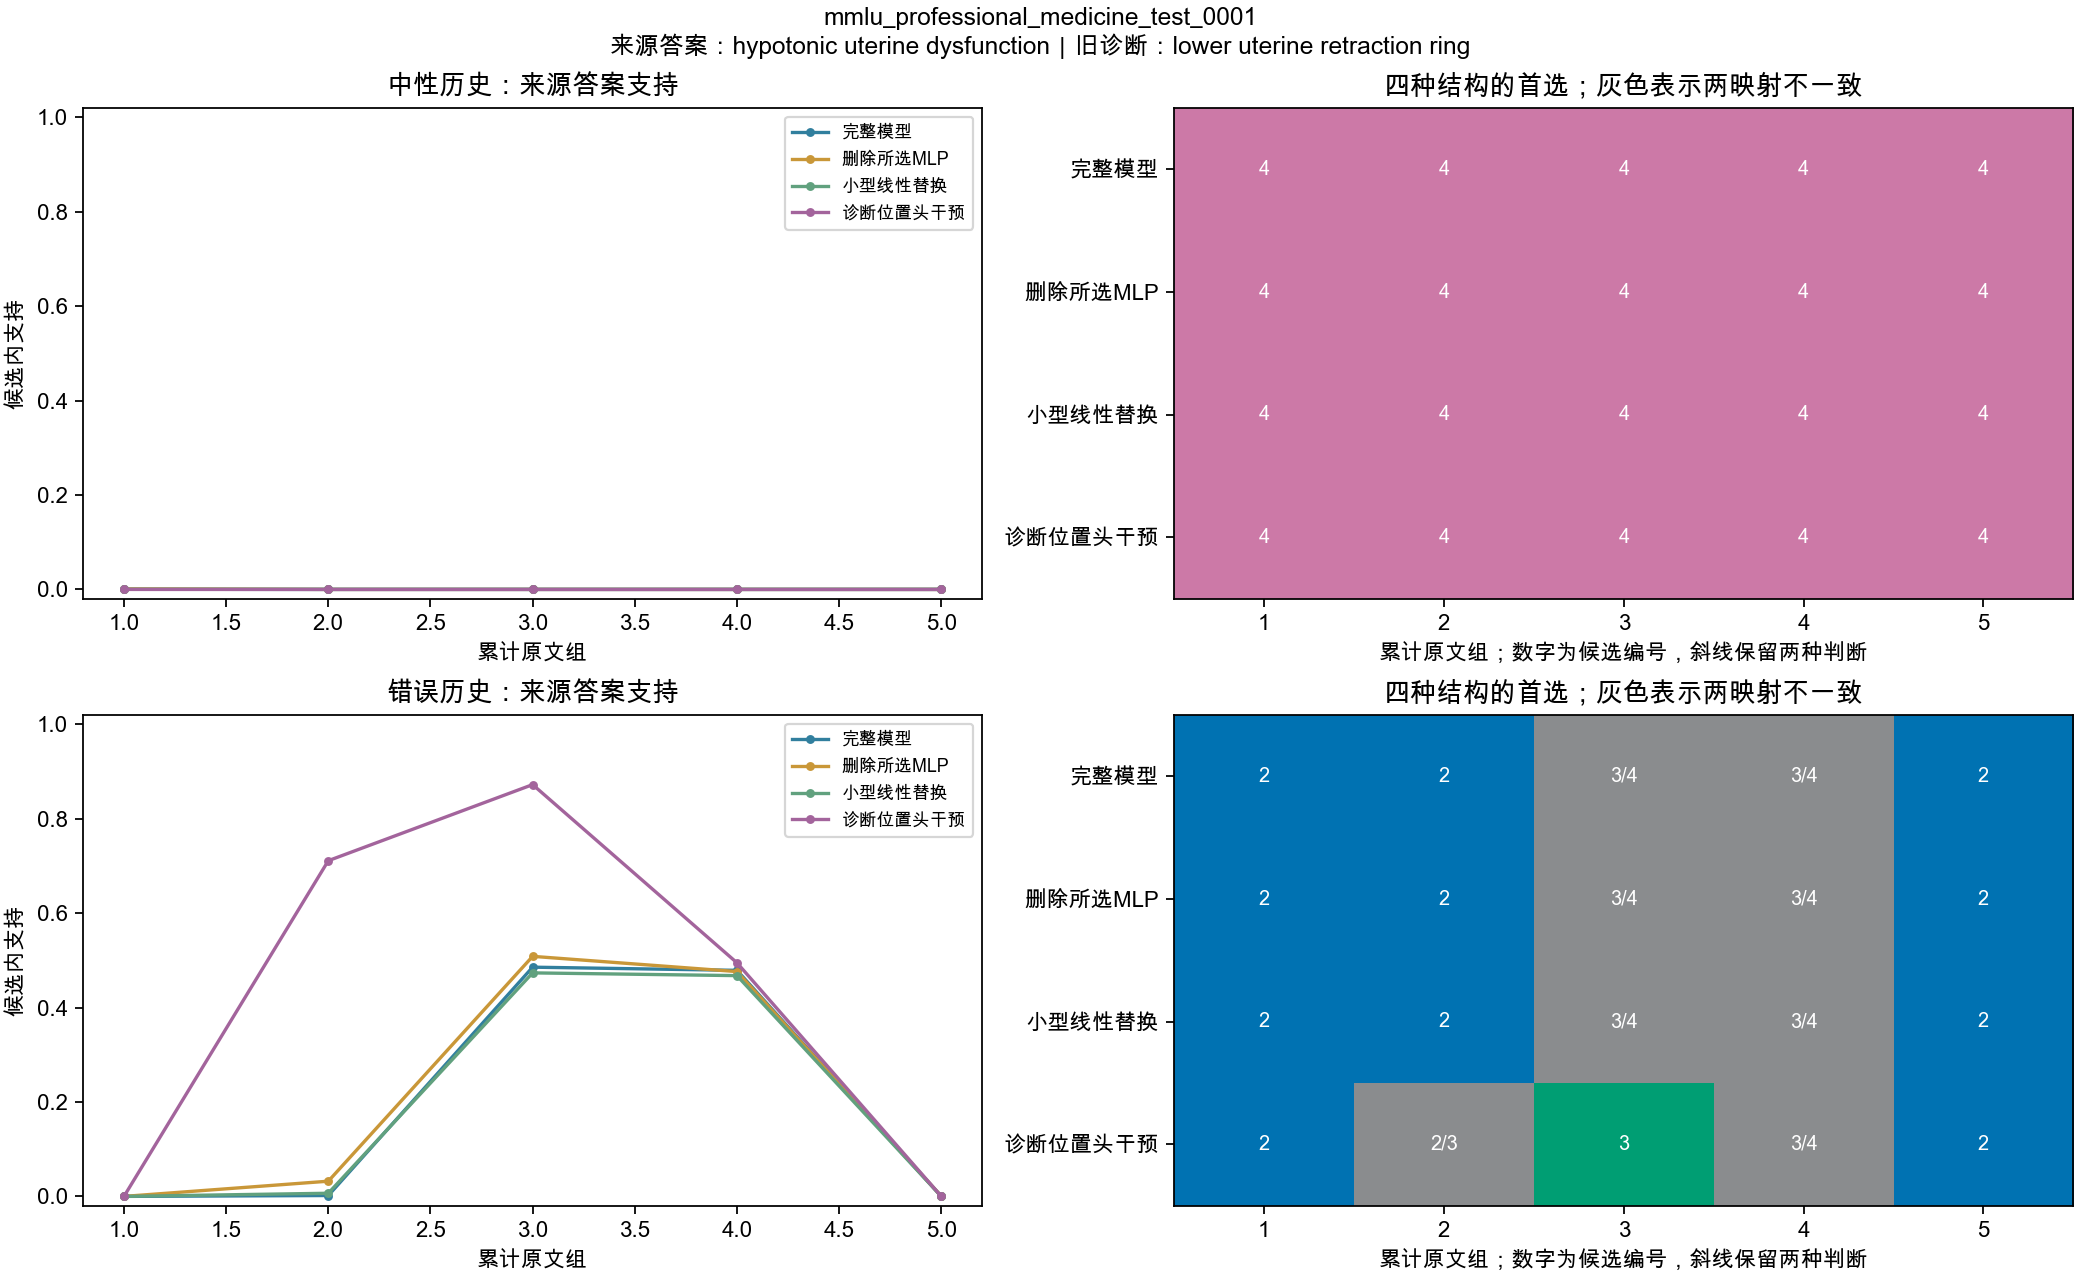 mmlu_professional_medicine_test_0001
来源答案：hypotonic uterine dysfunction | 旧诊断：lower uterine retraction ring
中性历史：来源答案支持
候选内支持
1.0
0.8
0.6
0.4
0.2
0.0
完整模型
删除所选MLP
小型线性替换
诊断位置头干预
1.0 1.5 2.0 2.5 3.0 3.5 4.0 4.5 5.0
累计原文组
四种结构的首选；灰色表示两映射不一致
完整模型 4 4 4 4 4
删除所选MLP 4 4 4 4 4
小型线性替换 4 4 4 4 4
诊断位置头干预 4 4 4 4 4
1 2 3 4 5
累计原文组；数字为候选编号，斜线保留两种判断
错误历史：来源答案支持
候选内支持
1.0
0.8
0.6
0.4
0.2
0.0
完整模型
删除所选MLP
小型线性替换
诊断位置头干预
1.0 1.5 2.0 2.5 3.0 3.5 4.0 4.5 5.0
累计原文组
四种结构的首选；灰色表示两映射不一致
完整模型 2 2 3/4 3/4 2
删除所选MLP 2 2 3/4 3/4 2
小型线性替换 2 2 3/4 3/4 2
诊断位置头干预 2 2/3 3 3/4 2
1 2 3 4 5
累计原文组；数字为候选编号，斜线保留两种判断